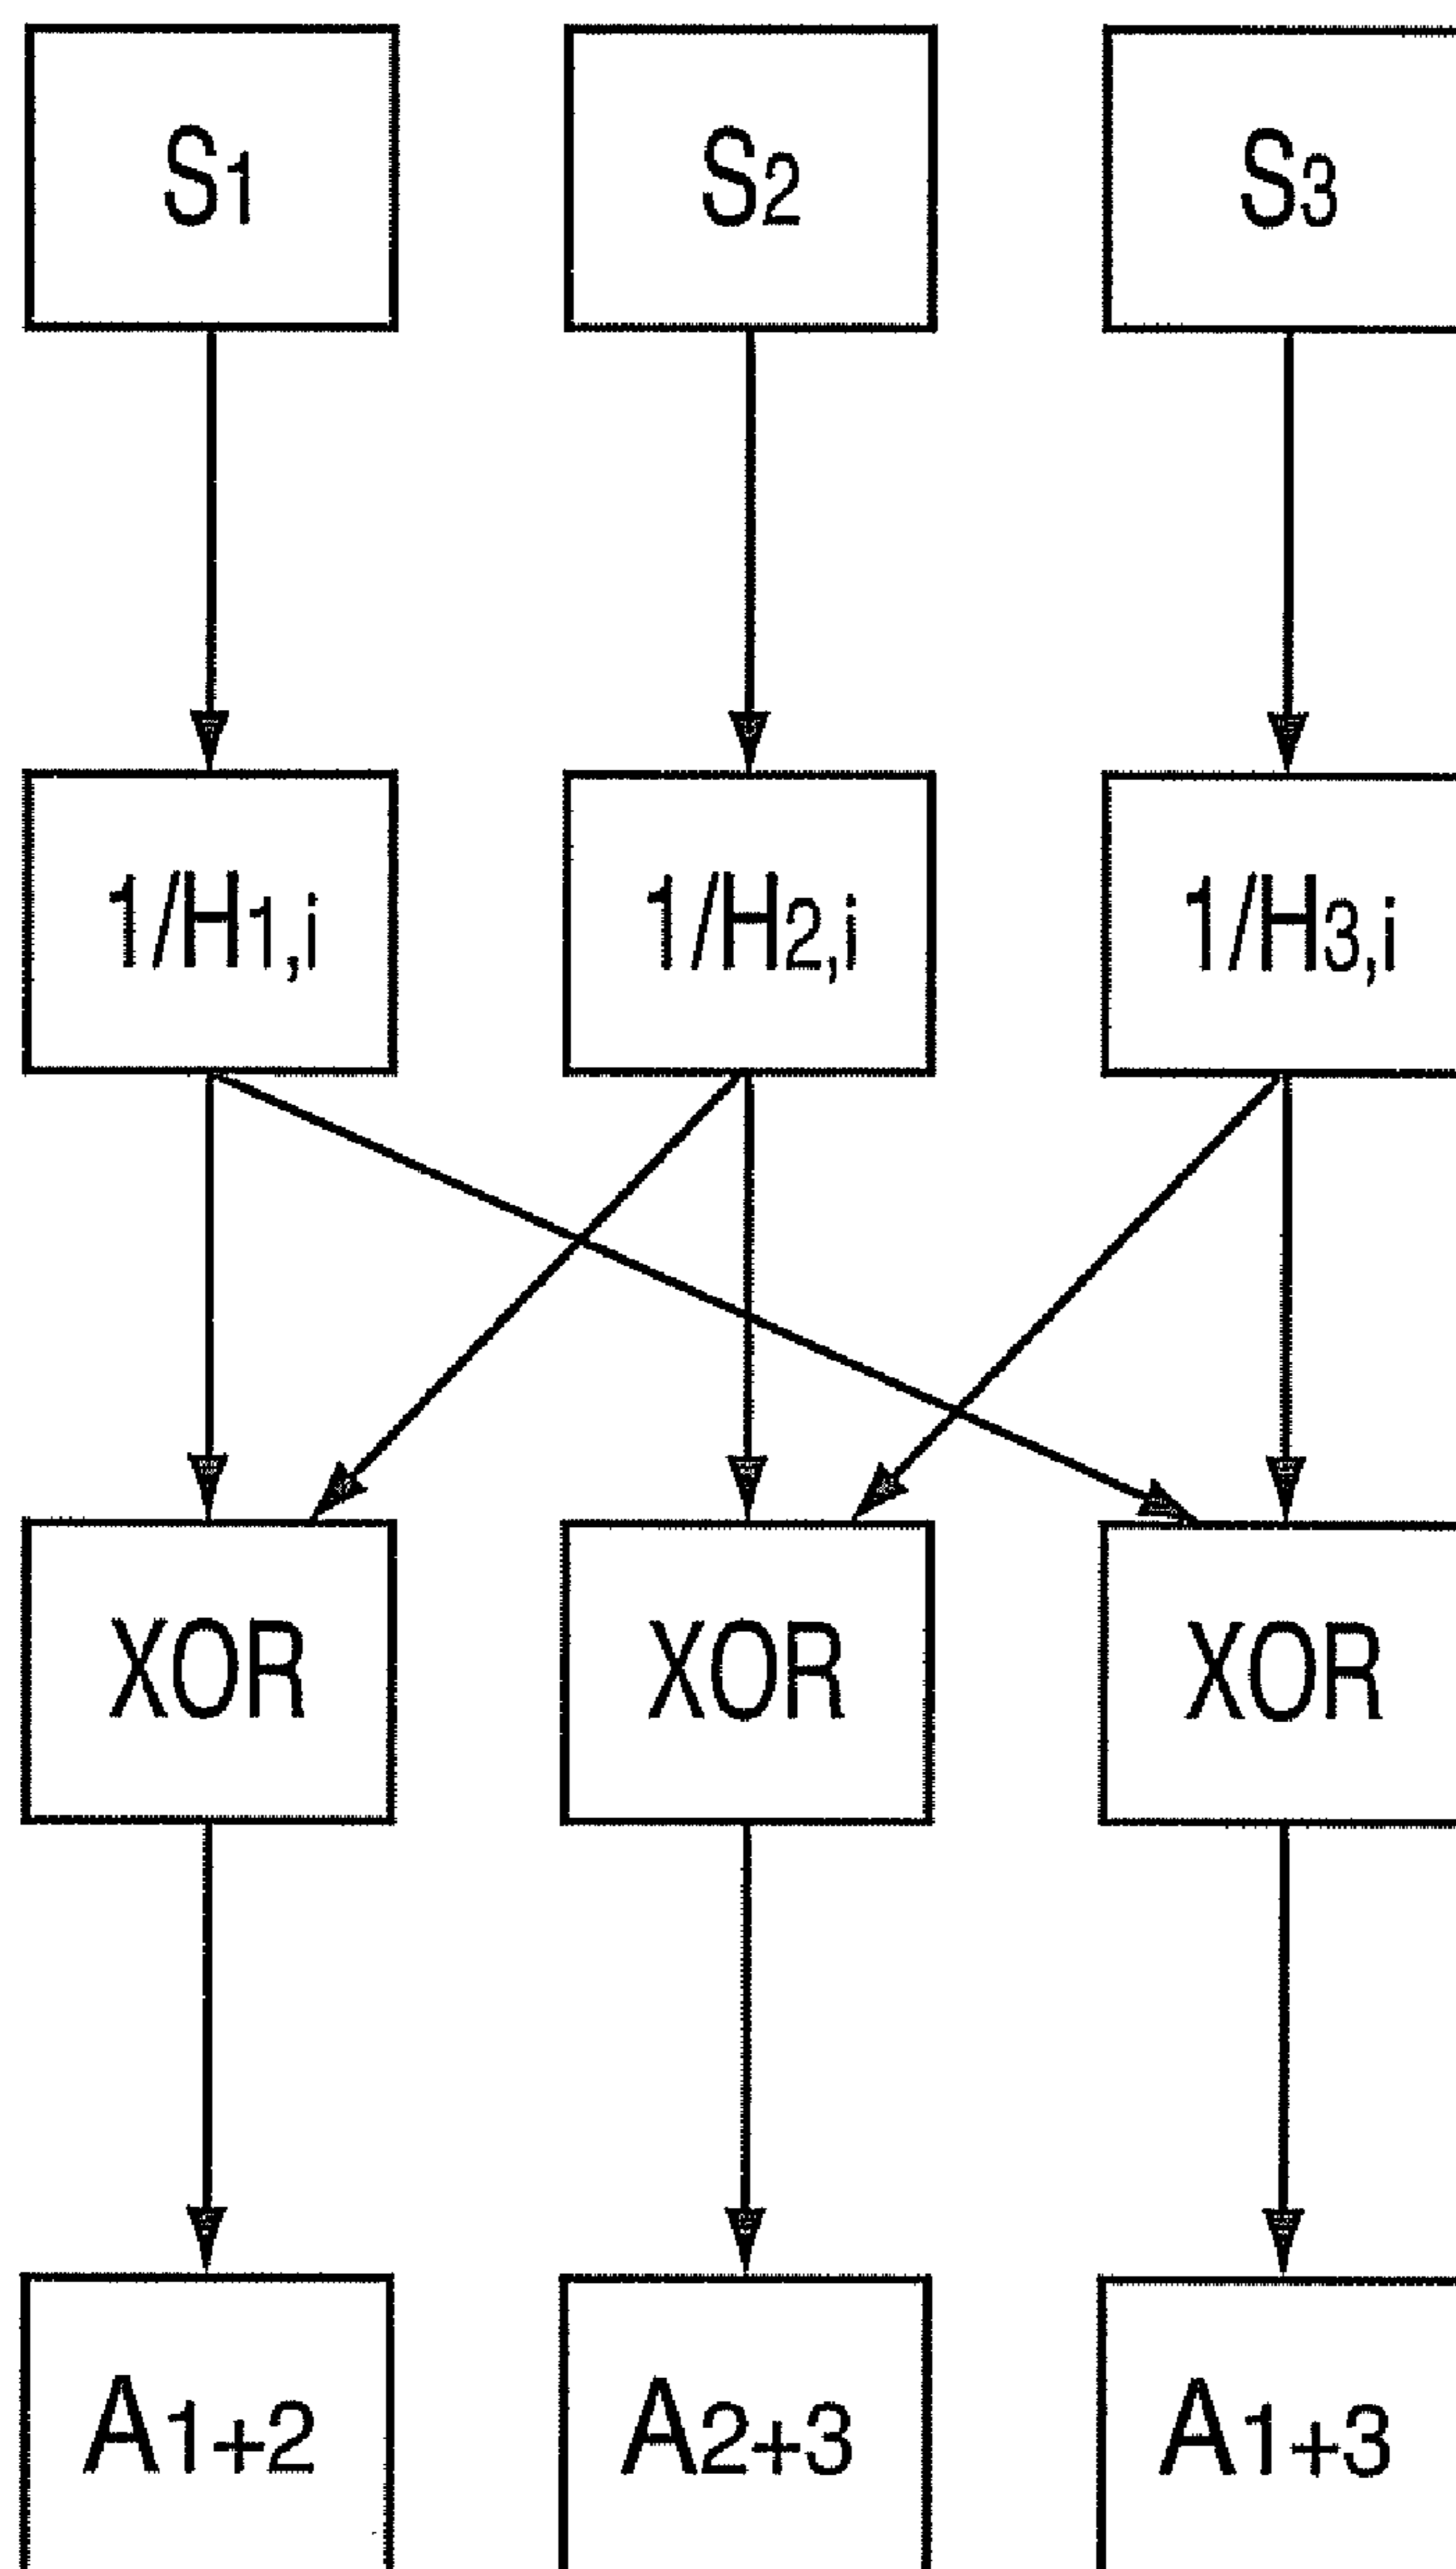 S1 S2 S3
1/H1,i 1/H2,i 1/H3,i
XOR XOR XOR
A1+2 A2+3 A1+3